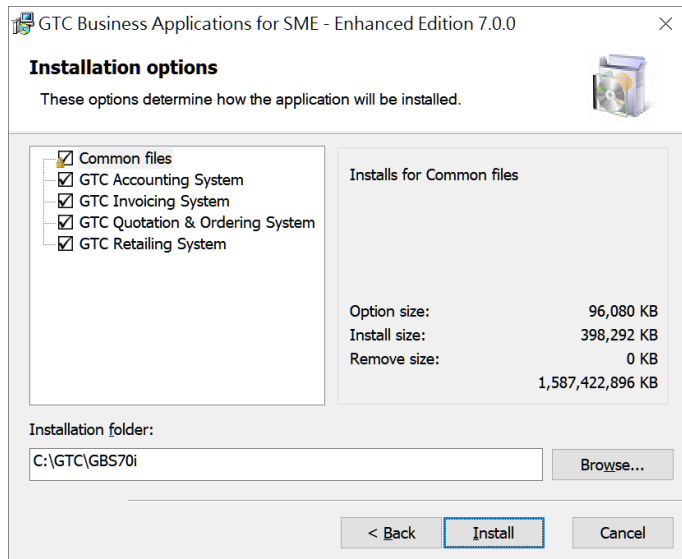 GTC Business Applications for SME - Enhanced Edition 7.0.0
Installation options
These options determine how the application will be installed.
Common files
GTC Accounting System
GTC Invoicing System
GTC Quotation & Ordering System
GTC Retailing System
Installs for Common files
Option size: 96,080 KB
Install size: 398,292 KB
Remove size: 0 KB
1,587,422,896 KB
Installation folder:
C:\GTC\GBS70i
Browse...
< Back Install Cancel